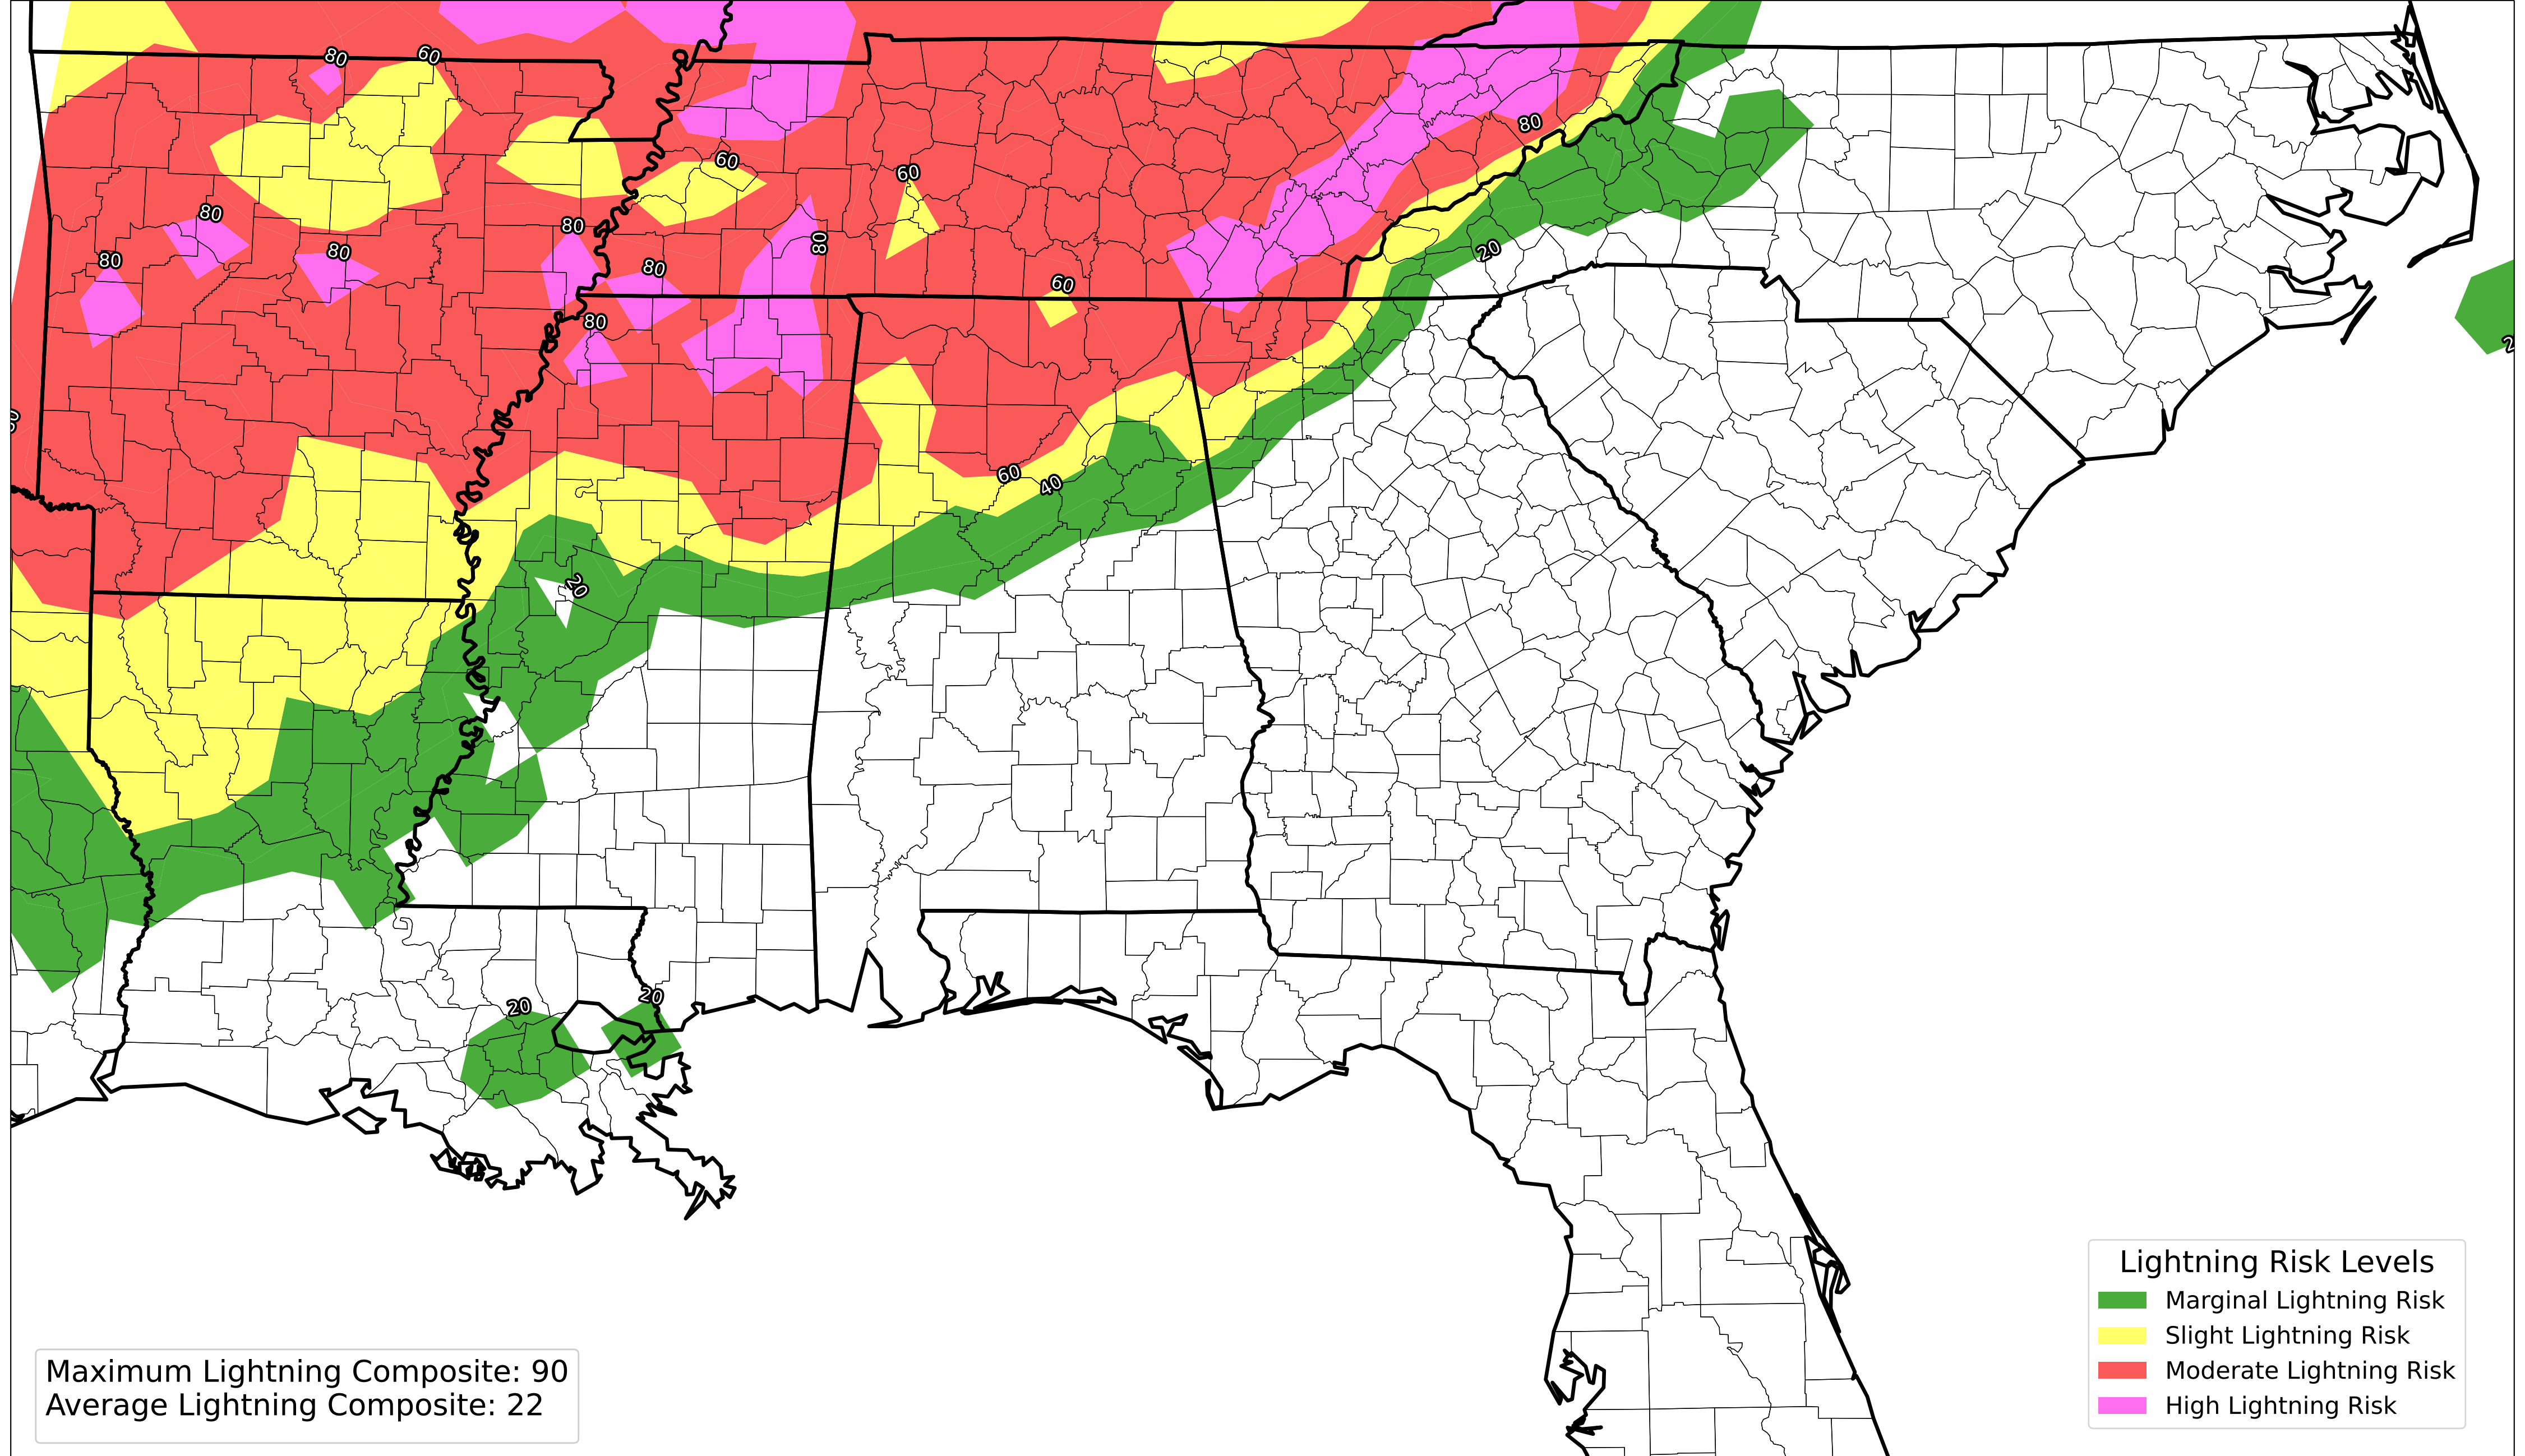 80
60
60
60
80
80
80
20
80
80
80
80
60
80
60
40
20
20
20
Lightning Risk Levels
Marginal Lightning Risk
Slight Lightning Risk
Moderate Lightning Risk
High Lightning Risk
Maximum Lightning Composite: 90
Average Lightning Composite: 22